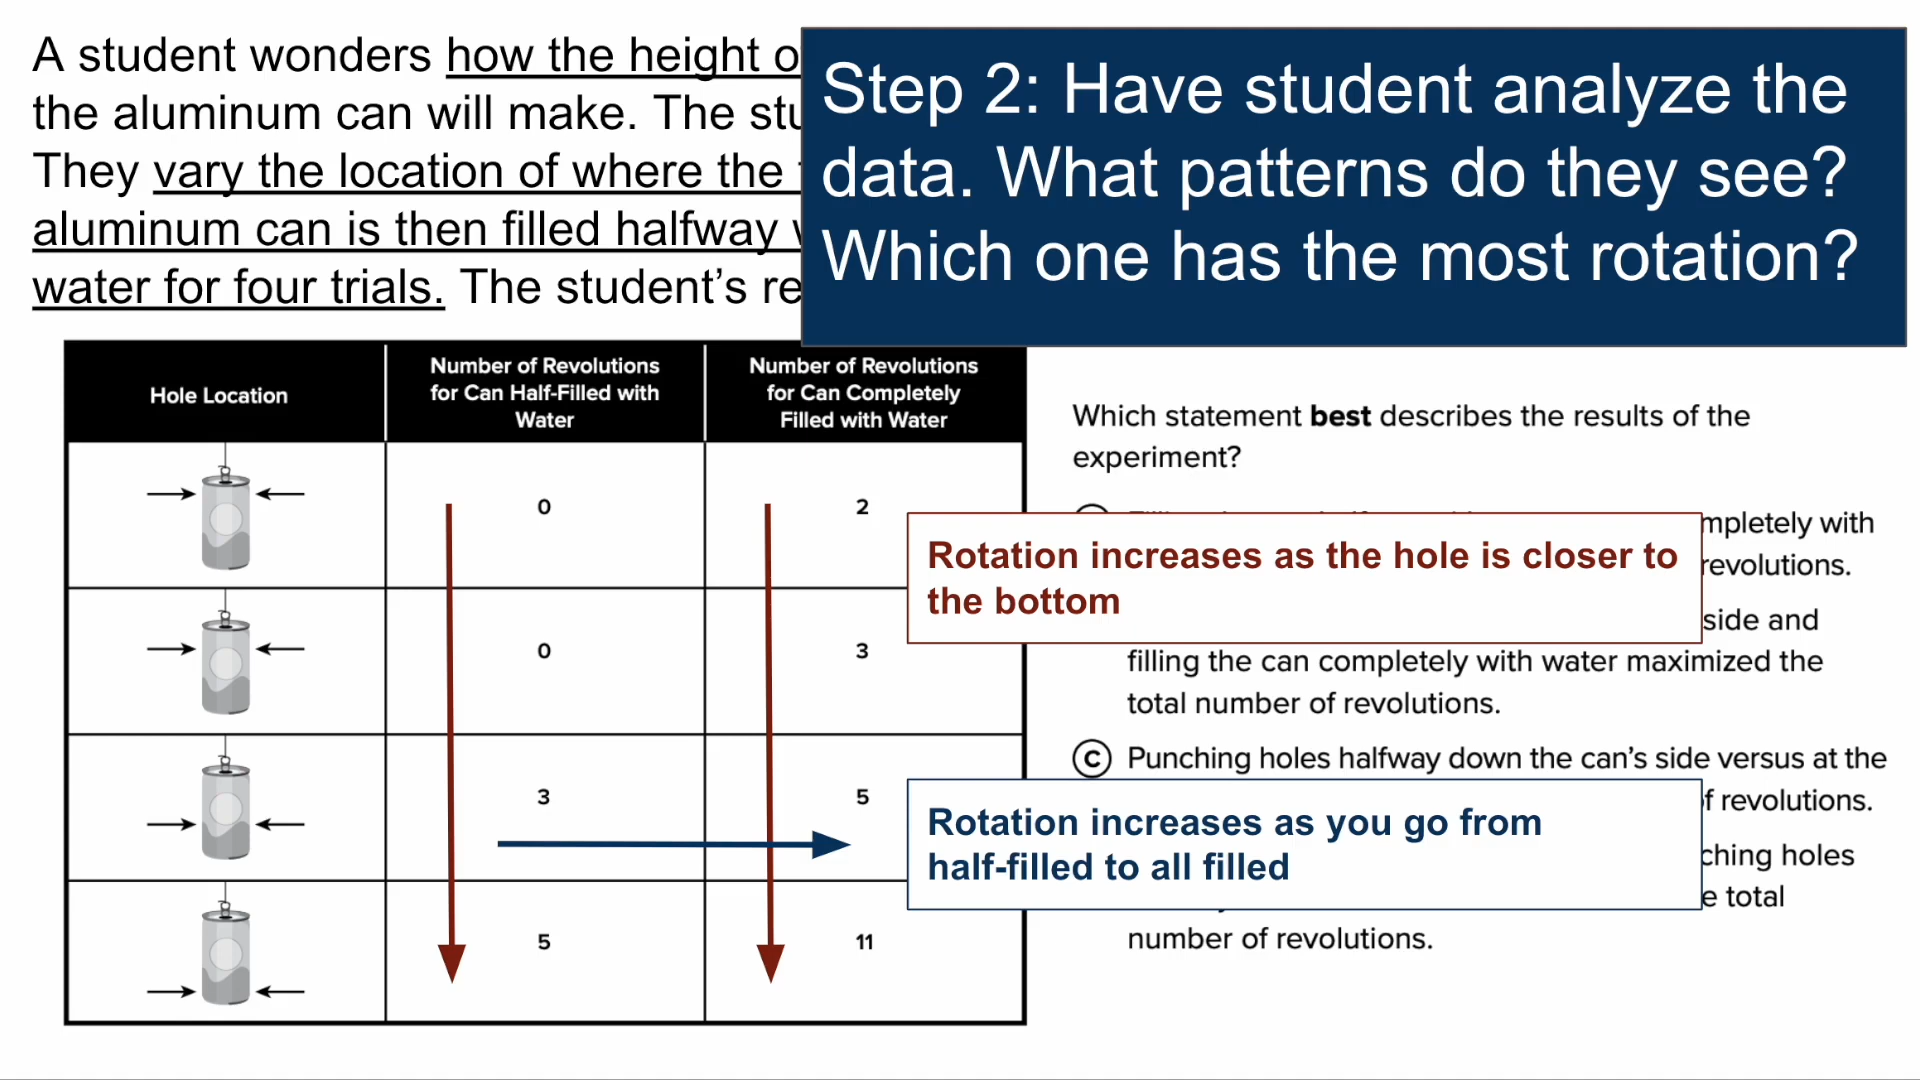 A student wonders how the height o
the aluminum can will make. The stu
They vary the location of where the
aluminum can is then filled halfway
water for four trials. The student’s re
Step 2: Have student analyze the
data. What patterns do they see?
Which one has the most rotation?
Hole Location
Number of Revolutions
for Can Half-Filled with
Water
Number of Revolutions
for Can Completely
Filled with Water
0
2
0
3
3
5
5
11
Which statement best describes the results of the
experiment?
mpletely with
revolutions.
side and
filling the can completely with water maximized the
total number of revolutions.
C Punching holes halfway down the can’s side versus at the
f revolutions.
ching holes
e total
number of revolutions.
Rotation increases as the hole is closer to
the bottom
Rotation increases as you go from
half-filled to all filled